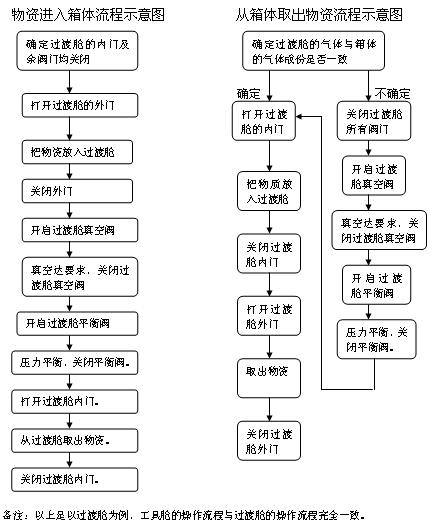 物资进入箱体流程示意图
确定过渡舱的内门及
余阀门均关闭
打开过渡舱的外门
把物资放入过渡舱
关闭外门
开启过渡舱真空阀
真空达要求、关闭过
渡舱真空阀
开启过渡舱平衡阀
压力平衡、关闭平衡阀。
打开过渡舱内门。
从过渡舱取出物资。
关闭过渡舱内门。
从箱体取出物资流程示意图
确定过渡舱的气体与箱体
的气体成份是否一致
确定
不确定
打开过渡
舱的内门
把物质放
入过渡舱
关闭过渡
舱内门
打开过渡
舱外门
取出物资
关闭过渡
舱外门
关闭过渡舱
所有阀门
开启过渡
舱真空阀
真空达要求、关
闭过渡舱真空阀
开启过渡
舱平衡阀
压力平衡、关
闭平衡阀。
备注：以上是以过渡舱为例，工具舱的操作流程与过渡舱的操作流程完全一致。